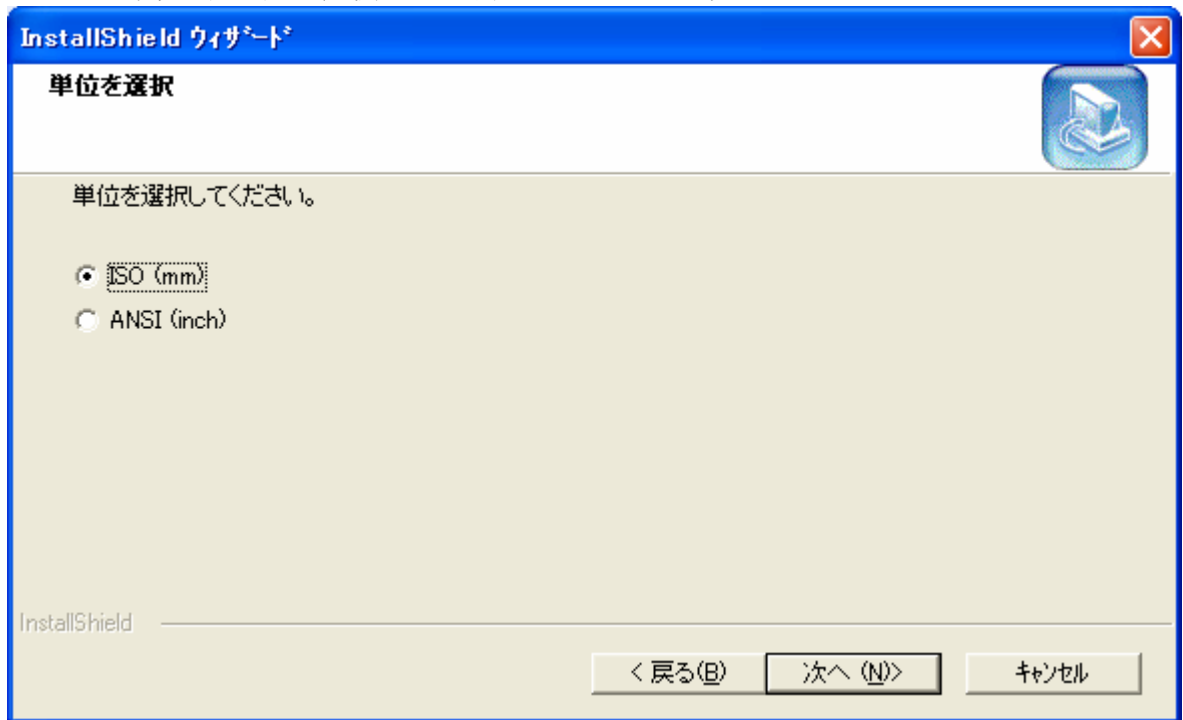 InstallShield ウィザード
単位を選択
単位を選択してください。
ISO (mm)
ANSI (inch)
InstallShield
< 戻る(B)
次へ (N)>
キャンセル